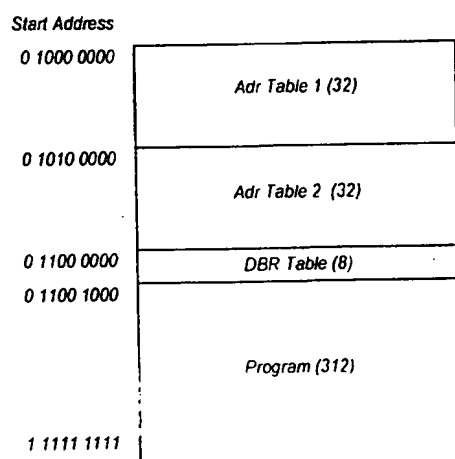 Start Address
0 1000 0000
Adr Table 1 (32)
0 1010 0000
Adr Table 2 (32)
0 1100 0000
DBR Table (8)
0 1100 1000
Program (312)
1 1111 1111